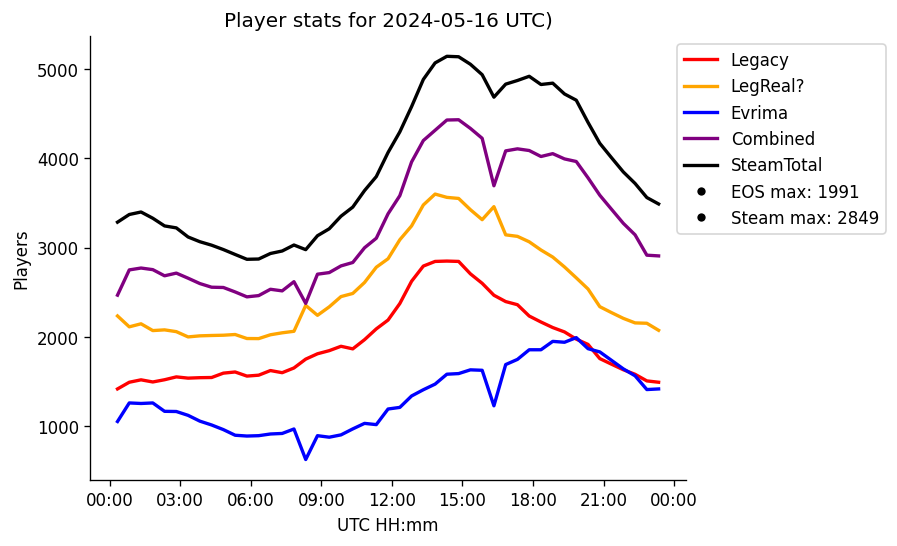 Player stats for 2024-05-16 UTC)
Legacy
LegReal?
Evrima
Combined
SteamTotal
EOS max: 1991
Steam max: 2849
Players
5000
4000
3000
2000
1000
00:00 03:00 06:00 09:00 12:00 15:00 18:00 21:00 00:00
UTC HH:mm